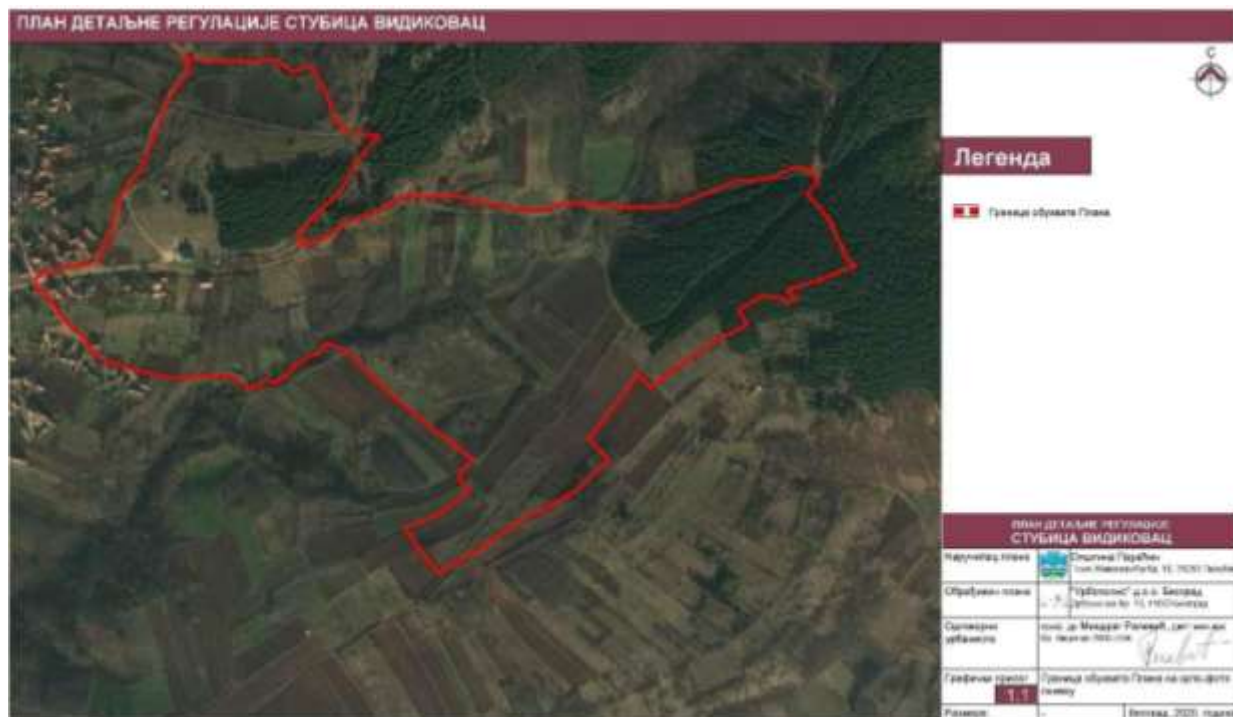 ПЛАН ДЕТАЉНЕ РЕГУЛАЦИЈЕ СТУБИЦА ВИДИКОВАЦ
С
Легенда
Граница обухвата Плана
ПЛАН ДЕТАЉНЕ РЕГУЛАЦИЈЕ
СТУБИЦА ВИДИКОВАЦ
Наручилац плана
Општина Параћин
Обрађивач плана
д.о.о. Београд
Одговорни
урбаниста
Графички прилог
1.1
Граница обухвата Плана на орто-фото
снимку
Размера:
-
Београд, 2020. године